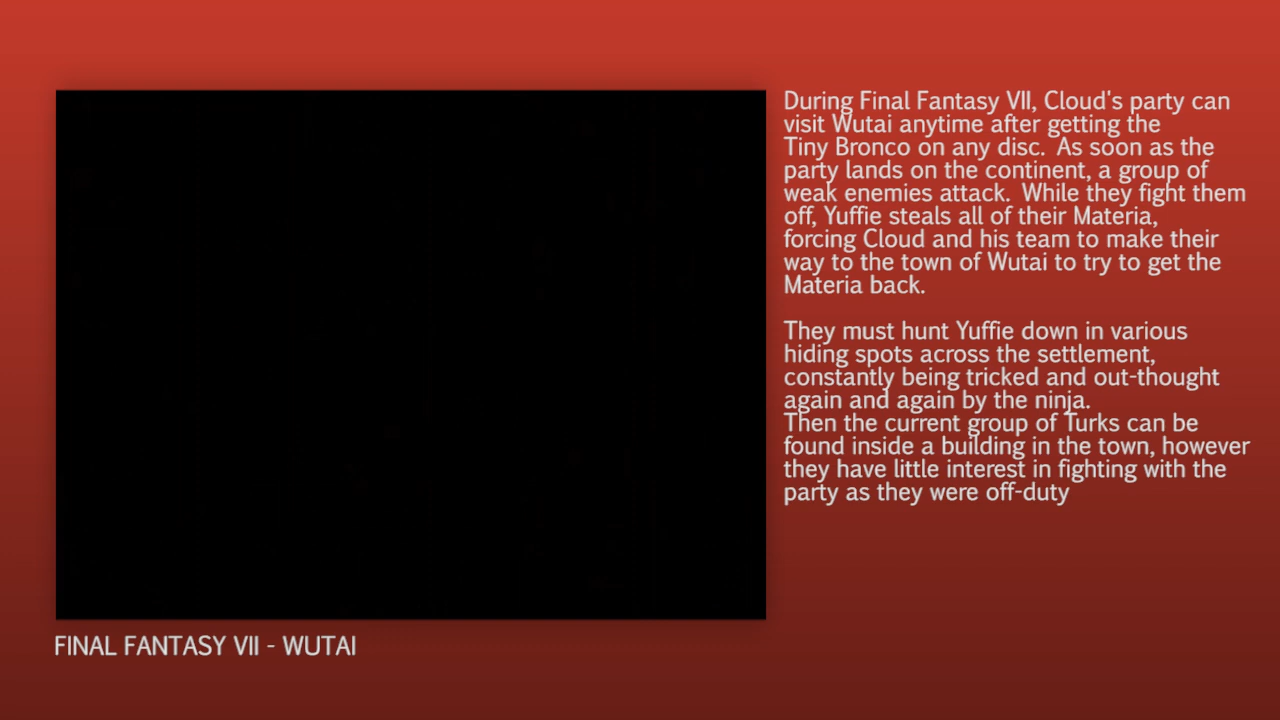 During Final Fantasy VII, Cloud's party can
visit Wutai anytime after getting the
Tiny Bronco on any disc.  As soon as the
party lands on the continent, a group of
weak enemies attack.  While they fight them
off, Yuffie steals all of their Materia,
forcing Cloud and his team to make their
way to the town of Wutai to try to get the
Materia back.

They must hunt Yuffie down in various
hiding spots across the settlement,
constantly being tricked and out-thought
again and again by the ninja.
Then the current group of Turks can be
found inside a building in the town, however
they have little interest in fighting with the
party as they were off-duty
FINAL FANTASY VII - WUTAI